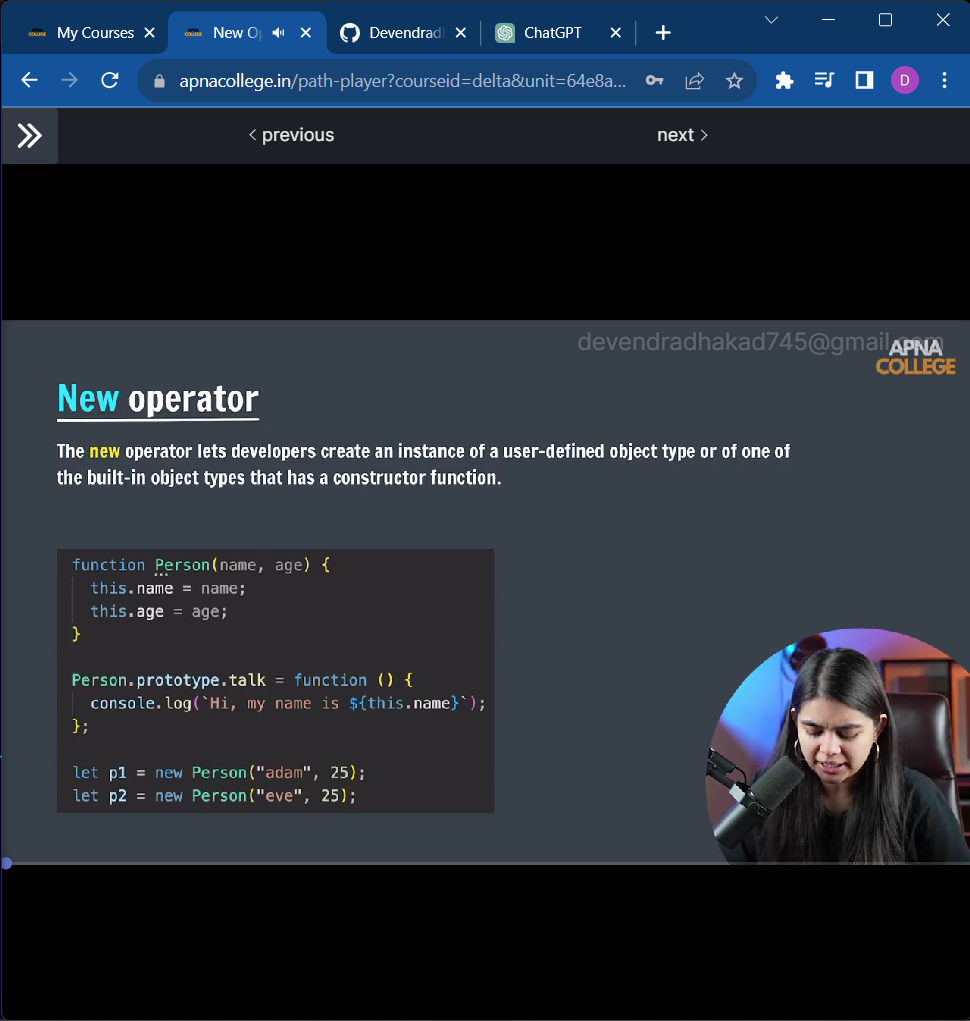 My Courses
New O
Devendrad
ChatGPT
apnacollege.in/path-player?courseid=delta&unit=64e8a...
D
< previous
next >
devendradhakad745@gmail.com
APNA
COLLEGE
New operator
The new operator lets developers create an instance of a user-defined object type or of one of
the built-in object types that has a constructor function.
function Person(name, age) {
this.name = name;
this.age = age;
}
Person.prototype.talk = function () {
console.log(`Hi, my name is ${this.name}`);
};
let p1 = new Person("adam", 25);
let p2 = new Person("eve", 25);